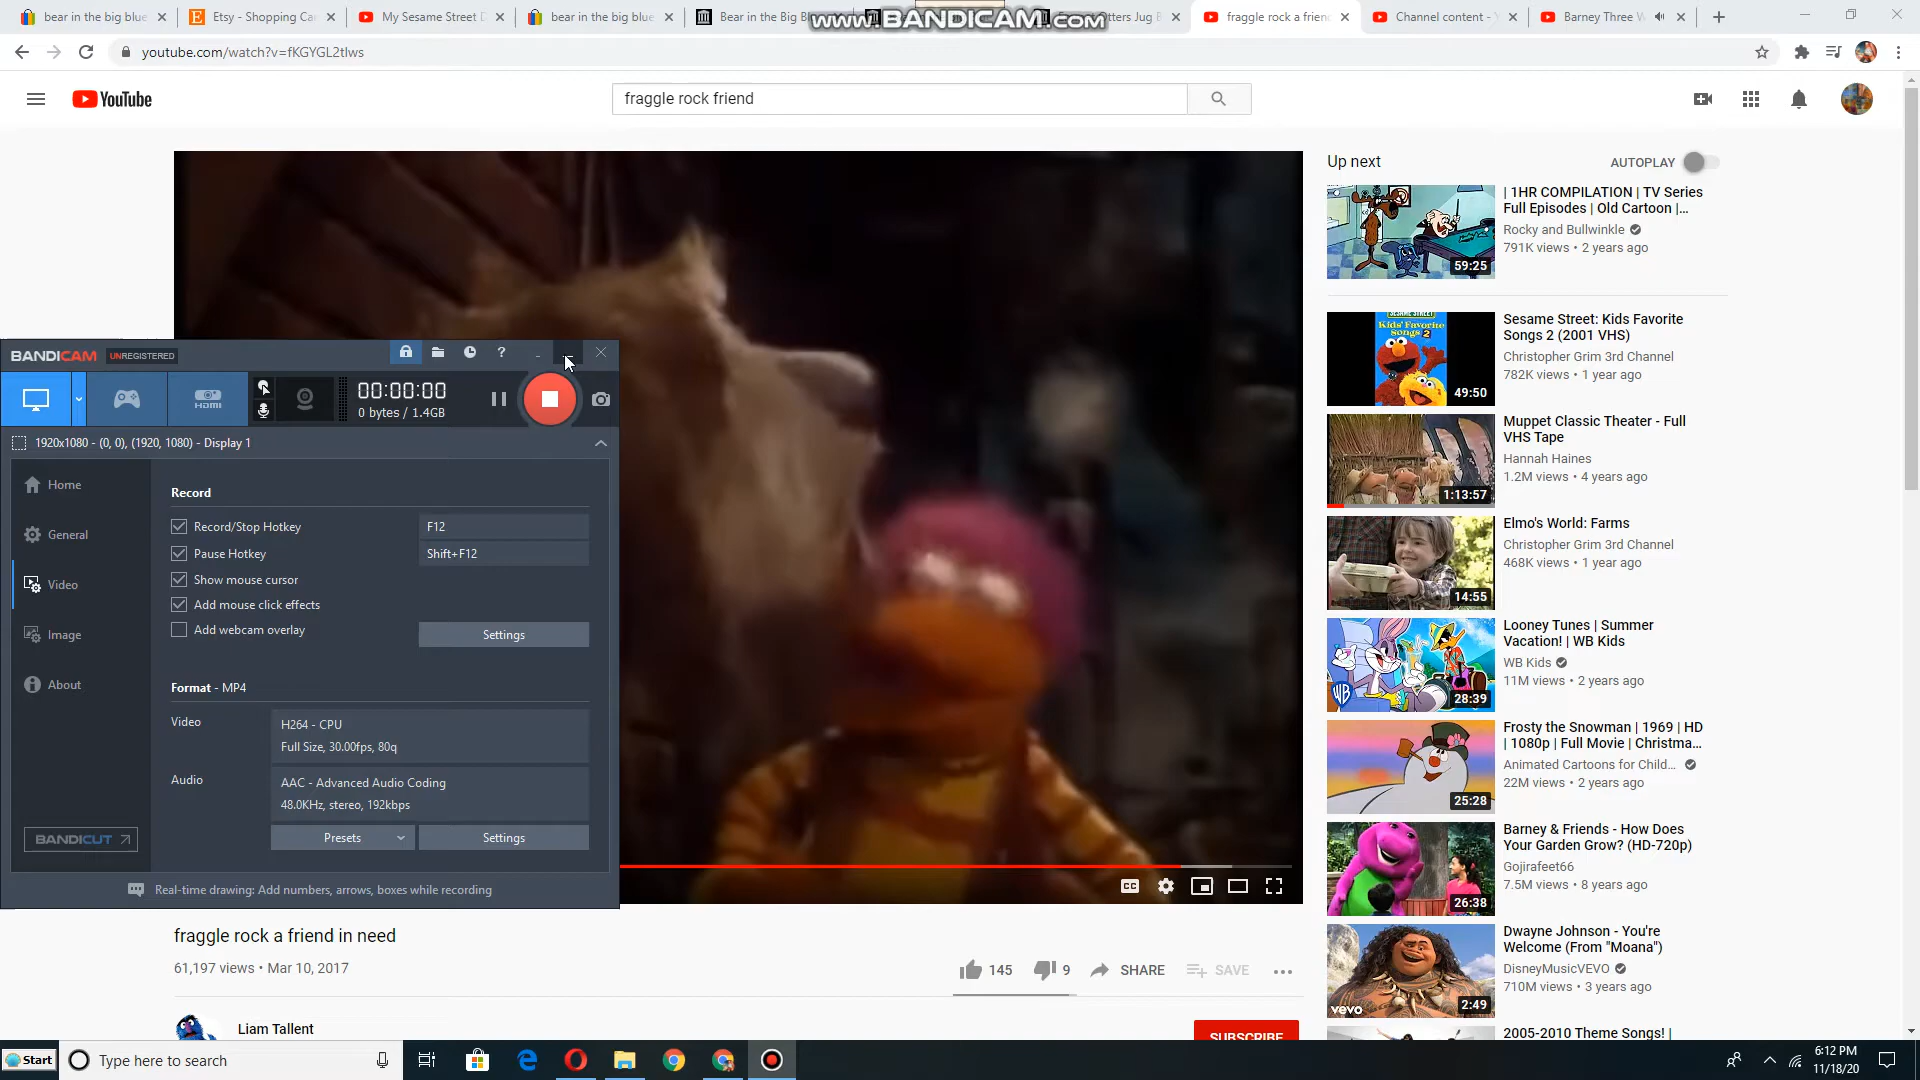 bear in the big blue
Etsy - Shopping Ca
My Sesame Street D
bear in the big blue
Bear in the Big Bl
Otters Jug B
fraggle rock a frien
Channel content - Y
Barney Three W
www.BANDICAM.com
youtube.com/watch?v=fKGYGL2tIws
YouTube
fraggle rock friend
Up next
AUTOPLAY
| 1HR COMPILATION | TV Series
Full Episodes | Old Cartoon |...
Rocky and Bullwinkle
791K views • 2 years ago
59:25
SESAME STREET
Kids' Favorite
Songs 2
Sesame Street: Kids Favorite
Songs 2 (2001 VHS)
Christopher Grim 3rd Channel
782K views • 1 year ago
49:50
Muppet Classic Theater - Full
VHS Tape
Hannah Haines
1.2M views • 4 years ago
1:13:57
Elmo's World: Farms
Christopher Grim 3rd Channel
468K views • 1 year ago
14:55
Looney Tunes | Summer
Vacation! | WB Kids
WB Kids
11M views • 2 years ago
WB
28:39
Frosty the Snowman | 1969 | HD
| 1080p | Full Movie | Christma...
Animated Cartoons for Child...
22M views • 2 years ago
25:28
Barney & Friends - How Does
Your Garden Grow? (HD-720p)
Gojirafeet66
7.5M views • 8 years ago
26:38
Dwayne Johnson - You're
Welcome (From "Moana")
DisneyMusicVEVO
710M views • 3 years ago
vevo
2:49
2005-2010 Theme Songs! |
BANDICAM
UNREGISTERED
?
HDMI
00:00:00
0 bytes / 1.4GB
1920x1080 - (0, 0), (1920, 1080) - Display 1
Home
General
Video
Image
About
BANDICUT
Record
Record/Stop Hotkey
F12
Pause Hotkey
Shift+F12
Show mouse cursor
Add mouse click effects
Add webcam overlay
Settings
Format - MP4
Video
H264 - CPU
Full Size, 30.00fps, 80q
Audio
AAC - Advanced Audio Coding
48.0KHz, stereo, 192kbps
Presets
Settings
Real-time drawing: Add numbers, arrows, boxes while recording
CC
fraggle rock a friend in need
61,197 views • Mar 10, 2017
145
9
SHARE
SAVE
Liam Tallent
SUBSCRIBE
Start
Type here to search
6:12 PM
11/18/20